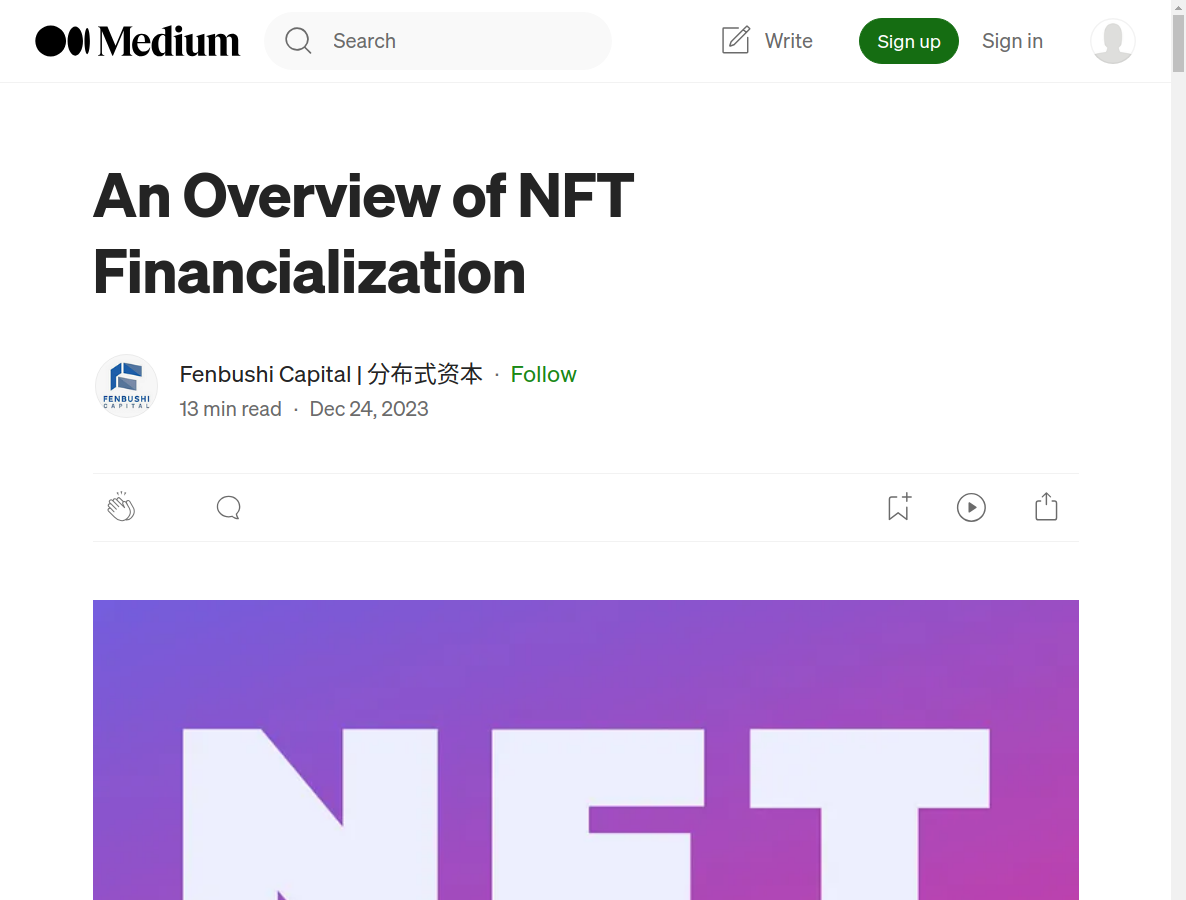 Medium
Search
Write
Sign up
Sign in
An Overview of NFT
Financialization
FENBUSHI
CAPITAL
Fenbushi Capital | 分布式资本 · Follow
13 min read · Dec 24, 2023
NFT